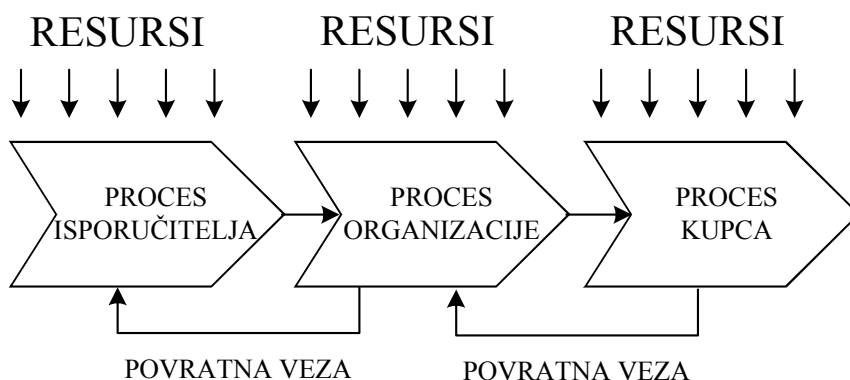 RESURSI
RESURSI
RESURSI
PROCES
ISPORUČITELJA
PROCES
ORGANIZACIJE
PROCES
KUPCA
POVRATNA VEZA
POVRATNA VEZA